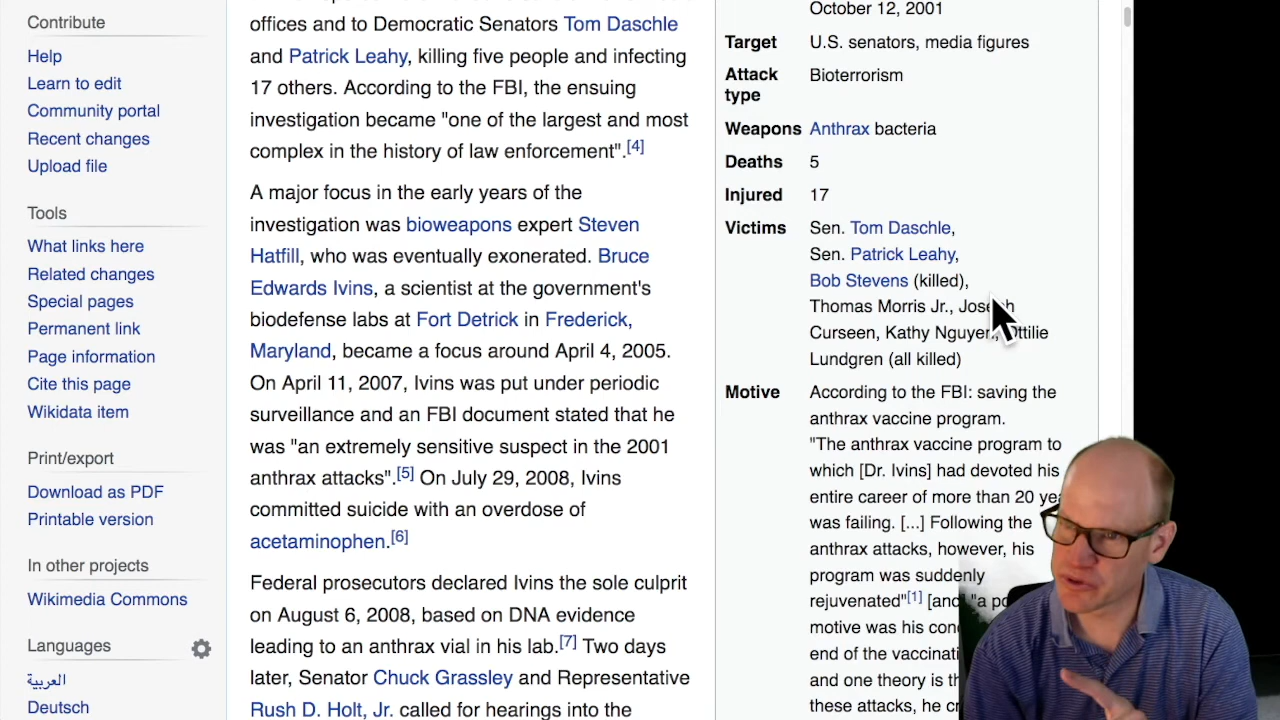 Contribute
Help
Learn to edit
Community portal
Recent changes
Upload file
Tools
What links here
Related changes
Special pages
Permanent link
Page information
Cite this page
Wikidata item
Print/export
Download as PDF
Printable version
In other projects
Wikimedia Commons
Languages
العربية
Deutsch
offices and to Democratic Senators Tom Daschle
and Patrick Leahy, killing five people and infecting
17 others. According to the FBI, the ensuing
investigation became "one of the largest and most
complex in the history of law enforcement".[4]
A major focus in the early years of the
investigation was bioweapons expert Steven
Hatfill, who was eventually exonerated. Bruce
Edwards Ivins, a scientist at the government's
biodefense labs at Fort Detrick in Frederick,
Maryland, became a focus around April 4, 2005.
On April 11, 2007, Ivins was put under periodic
surveillance and an FBI document stated that he
was "an extremely sensitive suspect in the 2001
anthrax attacks".[5] On July 29, 2008, Ivins
committed suicide with an overdose of
acetaminophen.[6]
Federal prosecutors declared Ivins the sole culprit
on August 6, 2008, based on DNA evidence
leading to an anthrax vial in his lab.[7] Two days
later, Senator Chuck Grassley and Representative
Rush D. Holt, Jr. called for hearings into the
October 12, 2001
Target U.S. senators, media figures
Attack type Bioterrorism
Weapons Anthrax bacteria
Deaths 5
Injured 17
Victims Sen. Tom Daschle,
Sen. Patrick Leahy,
Bob Stevens (killed),
Thomas Morris Jr.,
Curseen, Kathy
Lundgren (all killed)
Motive According to the FBI: saving the
anthrax vaccine program.
"The anthrax vaccine program to
which [Dr. Ivins] had devoted his
entire career of more than 20
was failing. [...] Following the
anthrax attacks, however, his
program was suddenly
rejuvenated"[1] [and "a
motive was his
end of the
and one theory is
these attacks, he